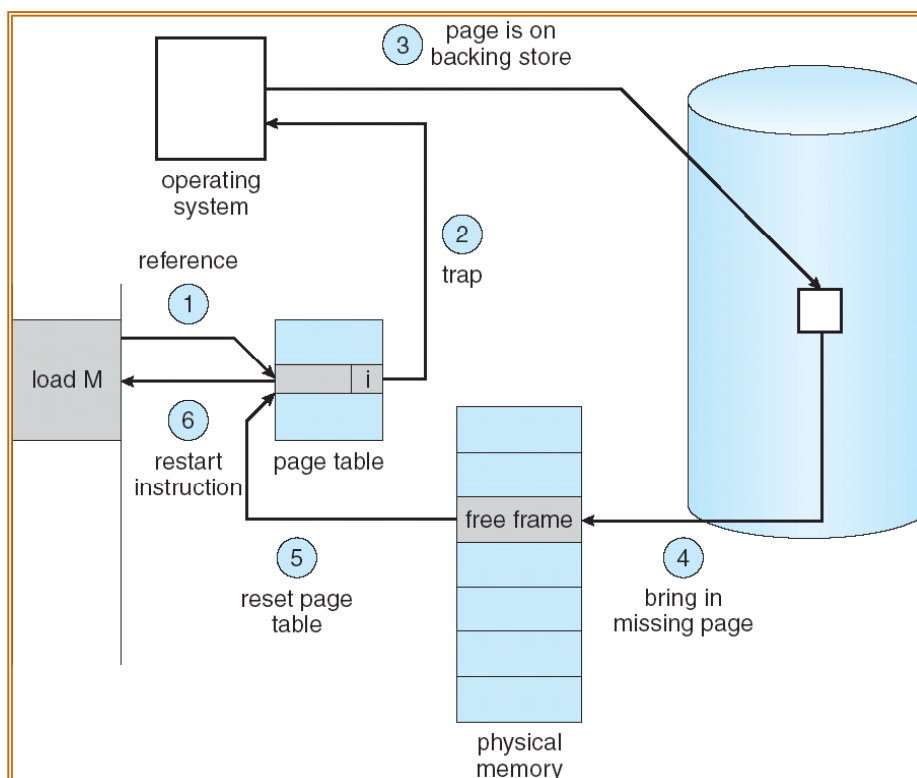 3
page is on
backing store
operating
system
2
trap
reference
1
load M
i
6
restart
instruction
page table
free frame
5
reset page
table
4
bring in
missing page
physical
memory